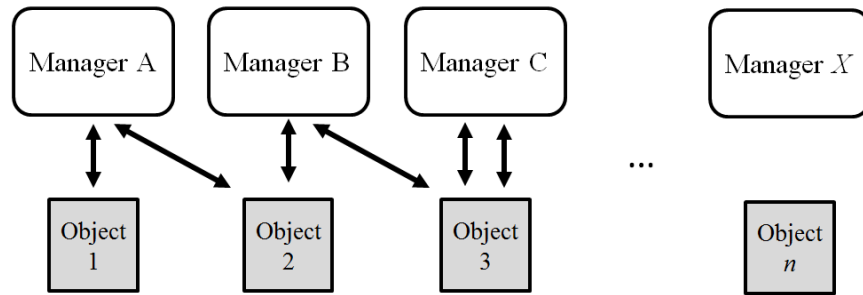 Manager A
Manager B
Manager C
Manager X
...
Object
1
Object
2
Object
3
Object
n